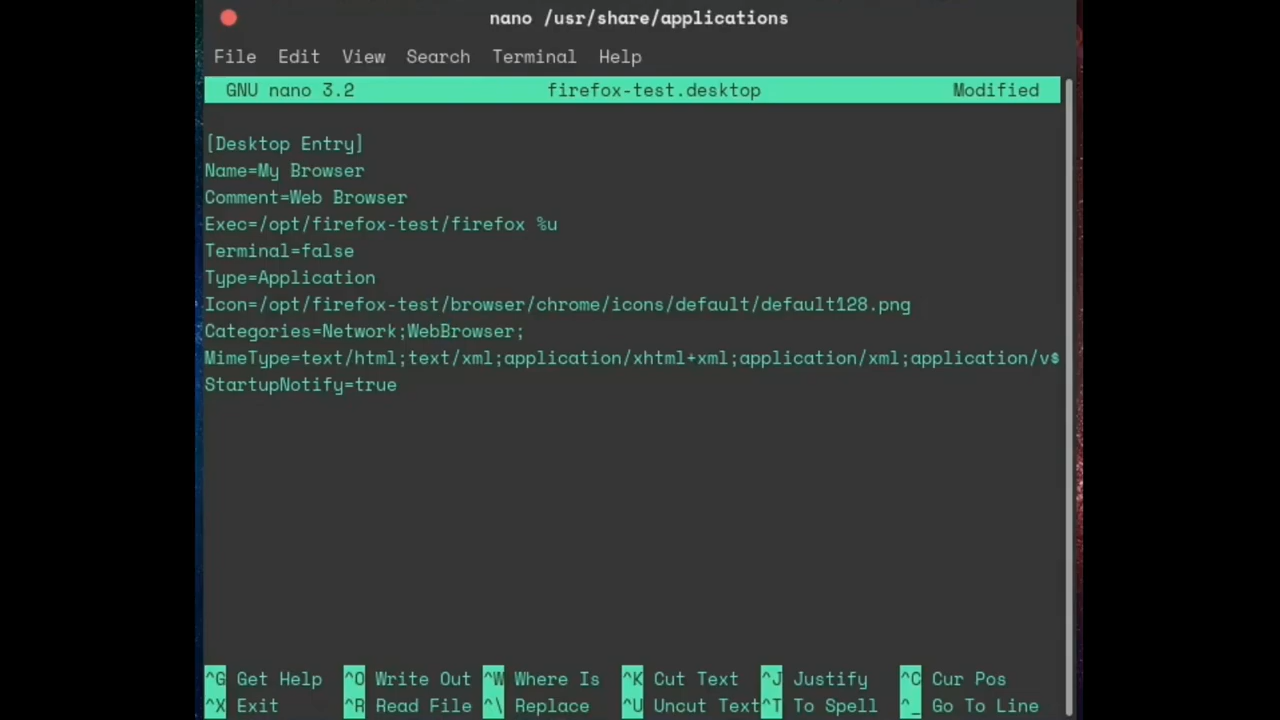 nano /usr/share/applications
File Edit View Search Terminal Help
GNU nano 3.2 firefox-test.desktop Modified
[Desktop Entry]
Name=My Browser
Comment=Web Browser
Exec=/opt/firefox-test/firefox %u
Terminal=false
Type=Application
Icon=/opt/firefox-test/browser/chrome/icons/default/default128.png
Categories=Network;WebBrowser;
MimeType=text/html;text/xml;application/xhtml+xml;application/xml;application/v$
StartupNotify=true
^G Get Help ^O Write Out ^W Where Is ^K Cut Text ^J Justify ^C Cur Pos
^X Exit ^R Read File ^\ Replace ^U Uncut Text ^T To Spell ^_ Go To Line